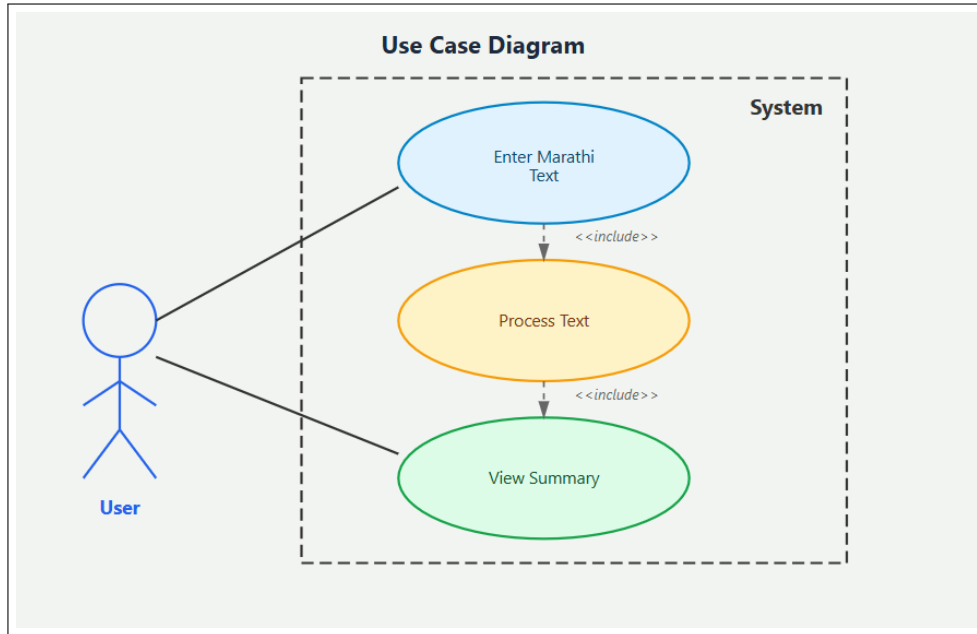 Use Case Diagram
System
Enter Marathi
Text
<<include>>
Process Text
<<include>>
View Summary
User